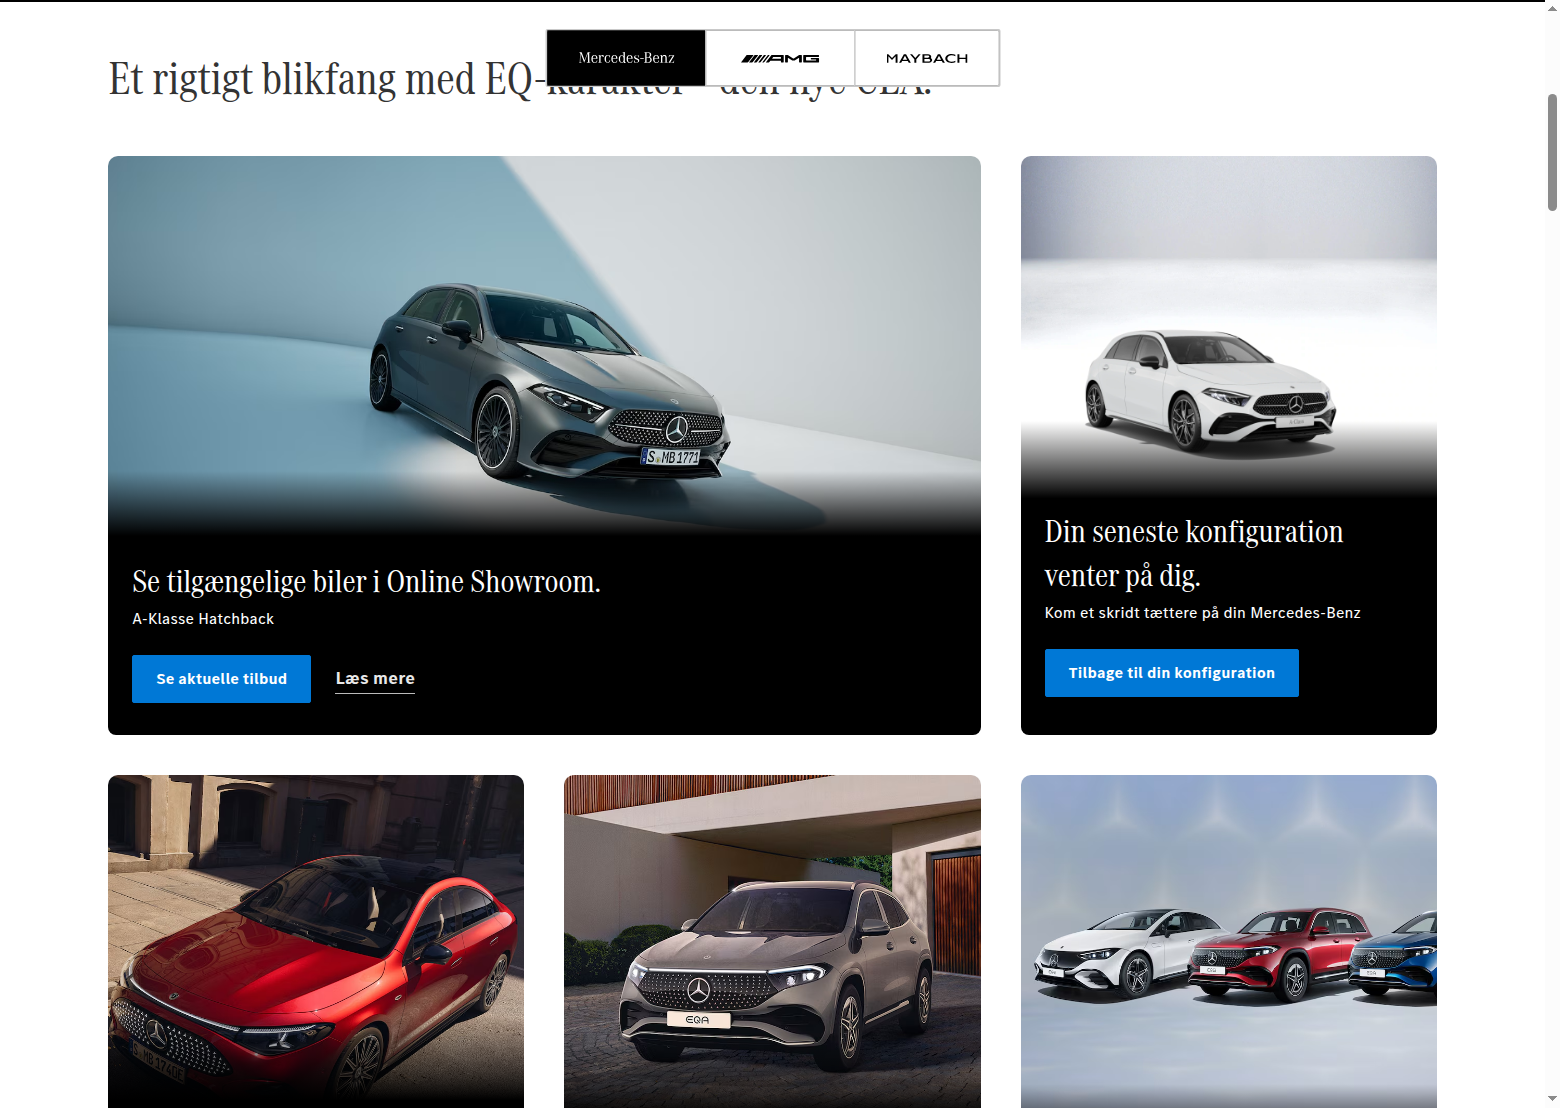 Mercedes-Benz
AMG
MAYBACH
Et rigtigt blikfang med EQ-
S MB 1771
Se tilgængelige biler i Online Showroom.
A-Klasse Hatchback
Se aktuelle tilbud
Læs mere
Din seneste konfiguration
venter på dig.
Kom et skridt tættere på din Mercedes-Benz
Tilbage til din konfiguration
S MB 1740E
EQA